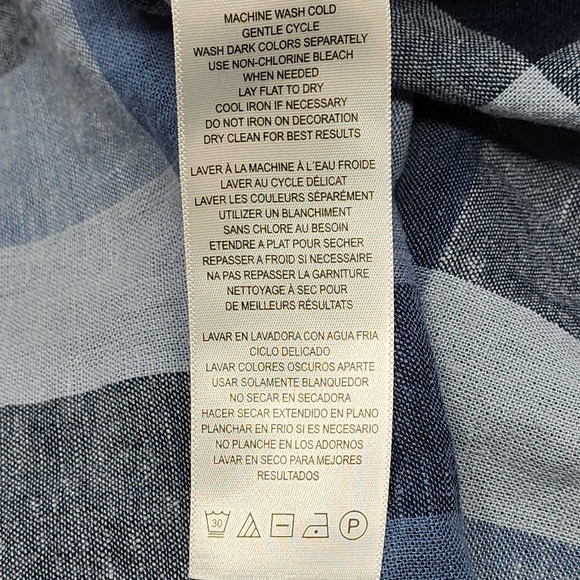 MACHINE WASH COLD
GENTLE CYCLE
WASH DARK COLORS SEPARATELY
USE NON-CHLORINE BLEACH
WHEN NEEDED
LAY FLAT TO DRY
COOL IRON IF NECESSARY
DO NOT IRON ON DECORATION
DRY CLEAN FOR BEST RESULTS
LAVER À LA MACHINE À L'EAU FROIDE
LAVER AU CYCLE DÉLICAT
LAVER LES COULEURS SÉPARÉMENT
UTILIZER UN BLANCHIMENT
SANS CHLORE AU BESOIN
ETENDRE A PLAT POUR SECHER
REPASSER A FROID SI NECESSAIRE
NA PAS REPASSER LA GARNITURE
NETTOYAGE À SEC POUR
DE MEILLEURS RÉSULTATS
LAVAR EN LAVADORA CON AGUA FRIA
CICLO DELICADO
LAVAR COLORES OSCUROS APARTE
USAR SOLAMENTE BLANQUEDOR
NO SECAR EN SECADORA
HACER SECAR EXTENDIDO EN PLANO
PLANCHAR EN FRIO SI ES NECESARIO
NO PLANCHE EN LOS ADORNOS
LAVAR EN SECO PARA MEJORES
RESULTADOS
30 P